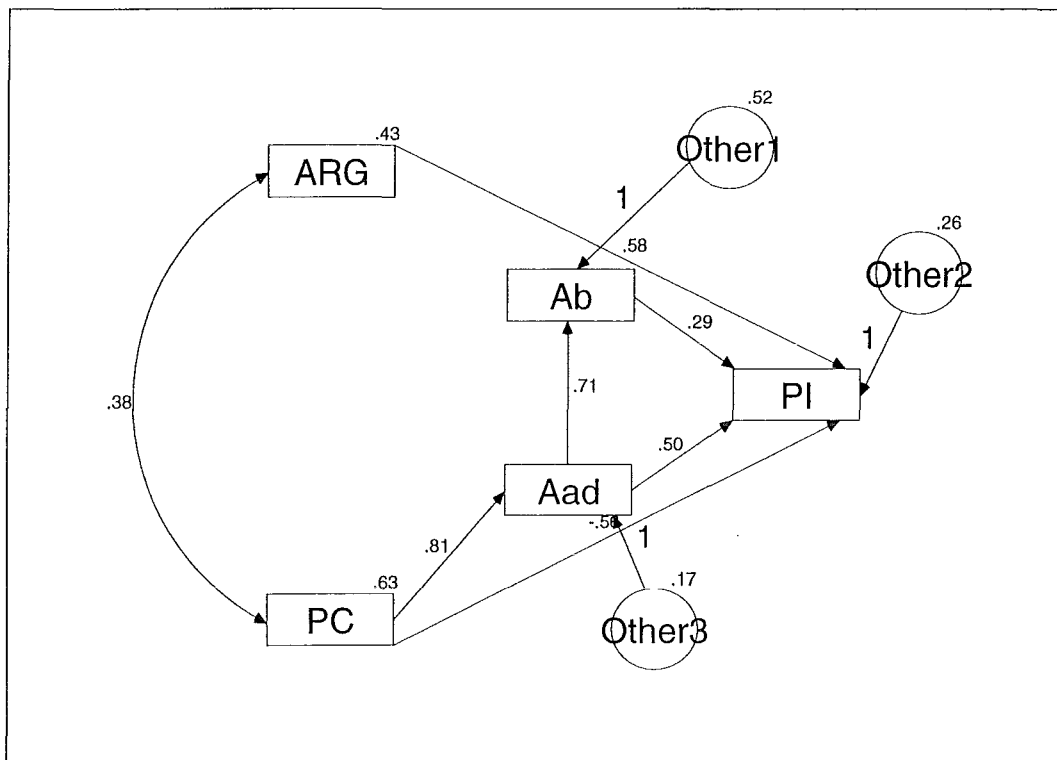 .52
Other1
.43
ARG
1
.26
Other2
.58
Ab
.29
1
PI
.38
.71
.50
Aad
-.56
1
.81
.63
PC
.17
Other3